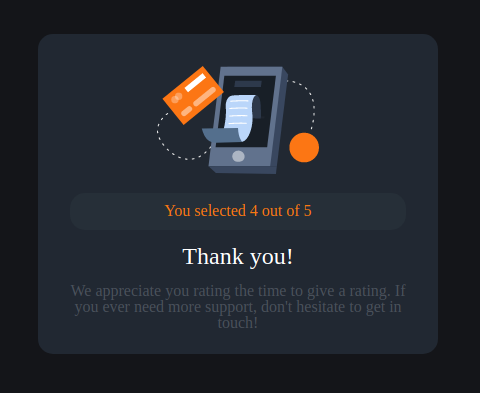 You selected 4 out of 5
Thank you!
We appreciate you rating the time to give a rating. If
you ever need more support, don't hesitate to get in
touch!